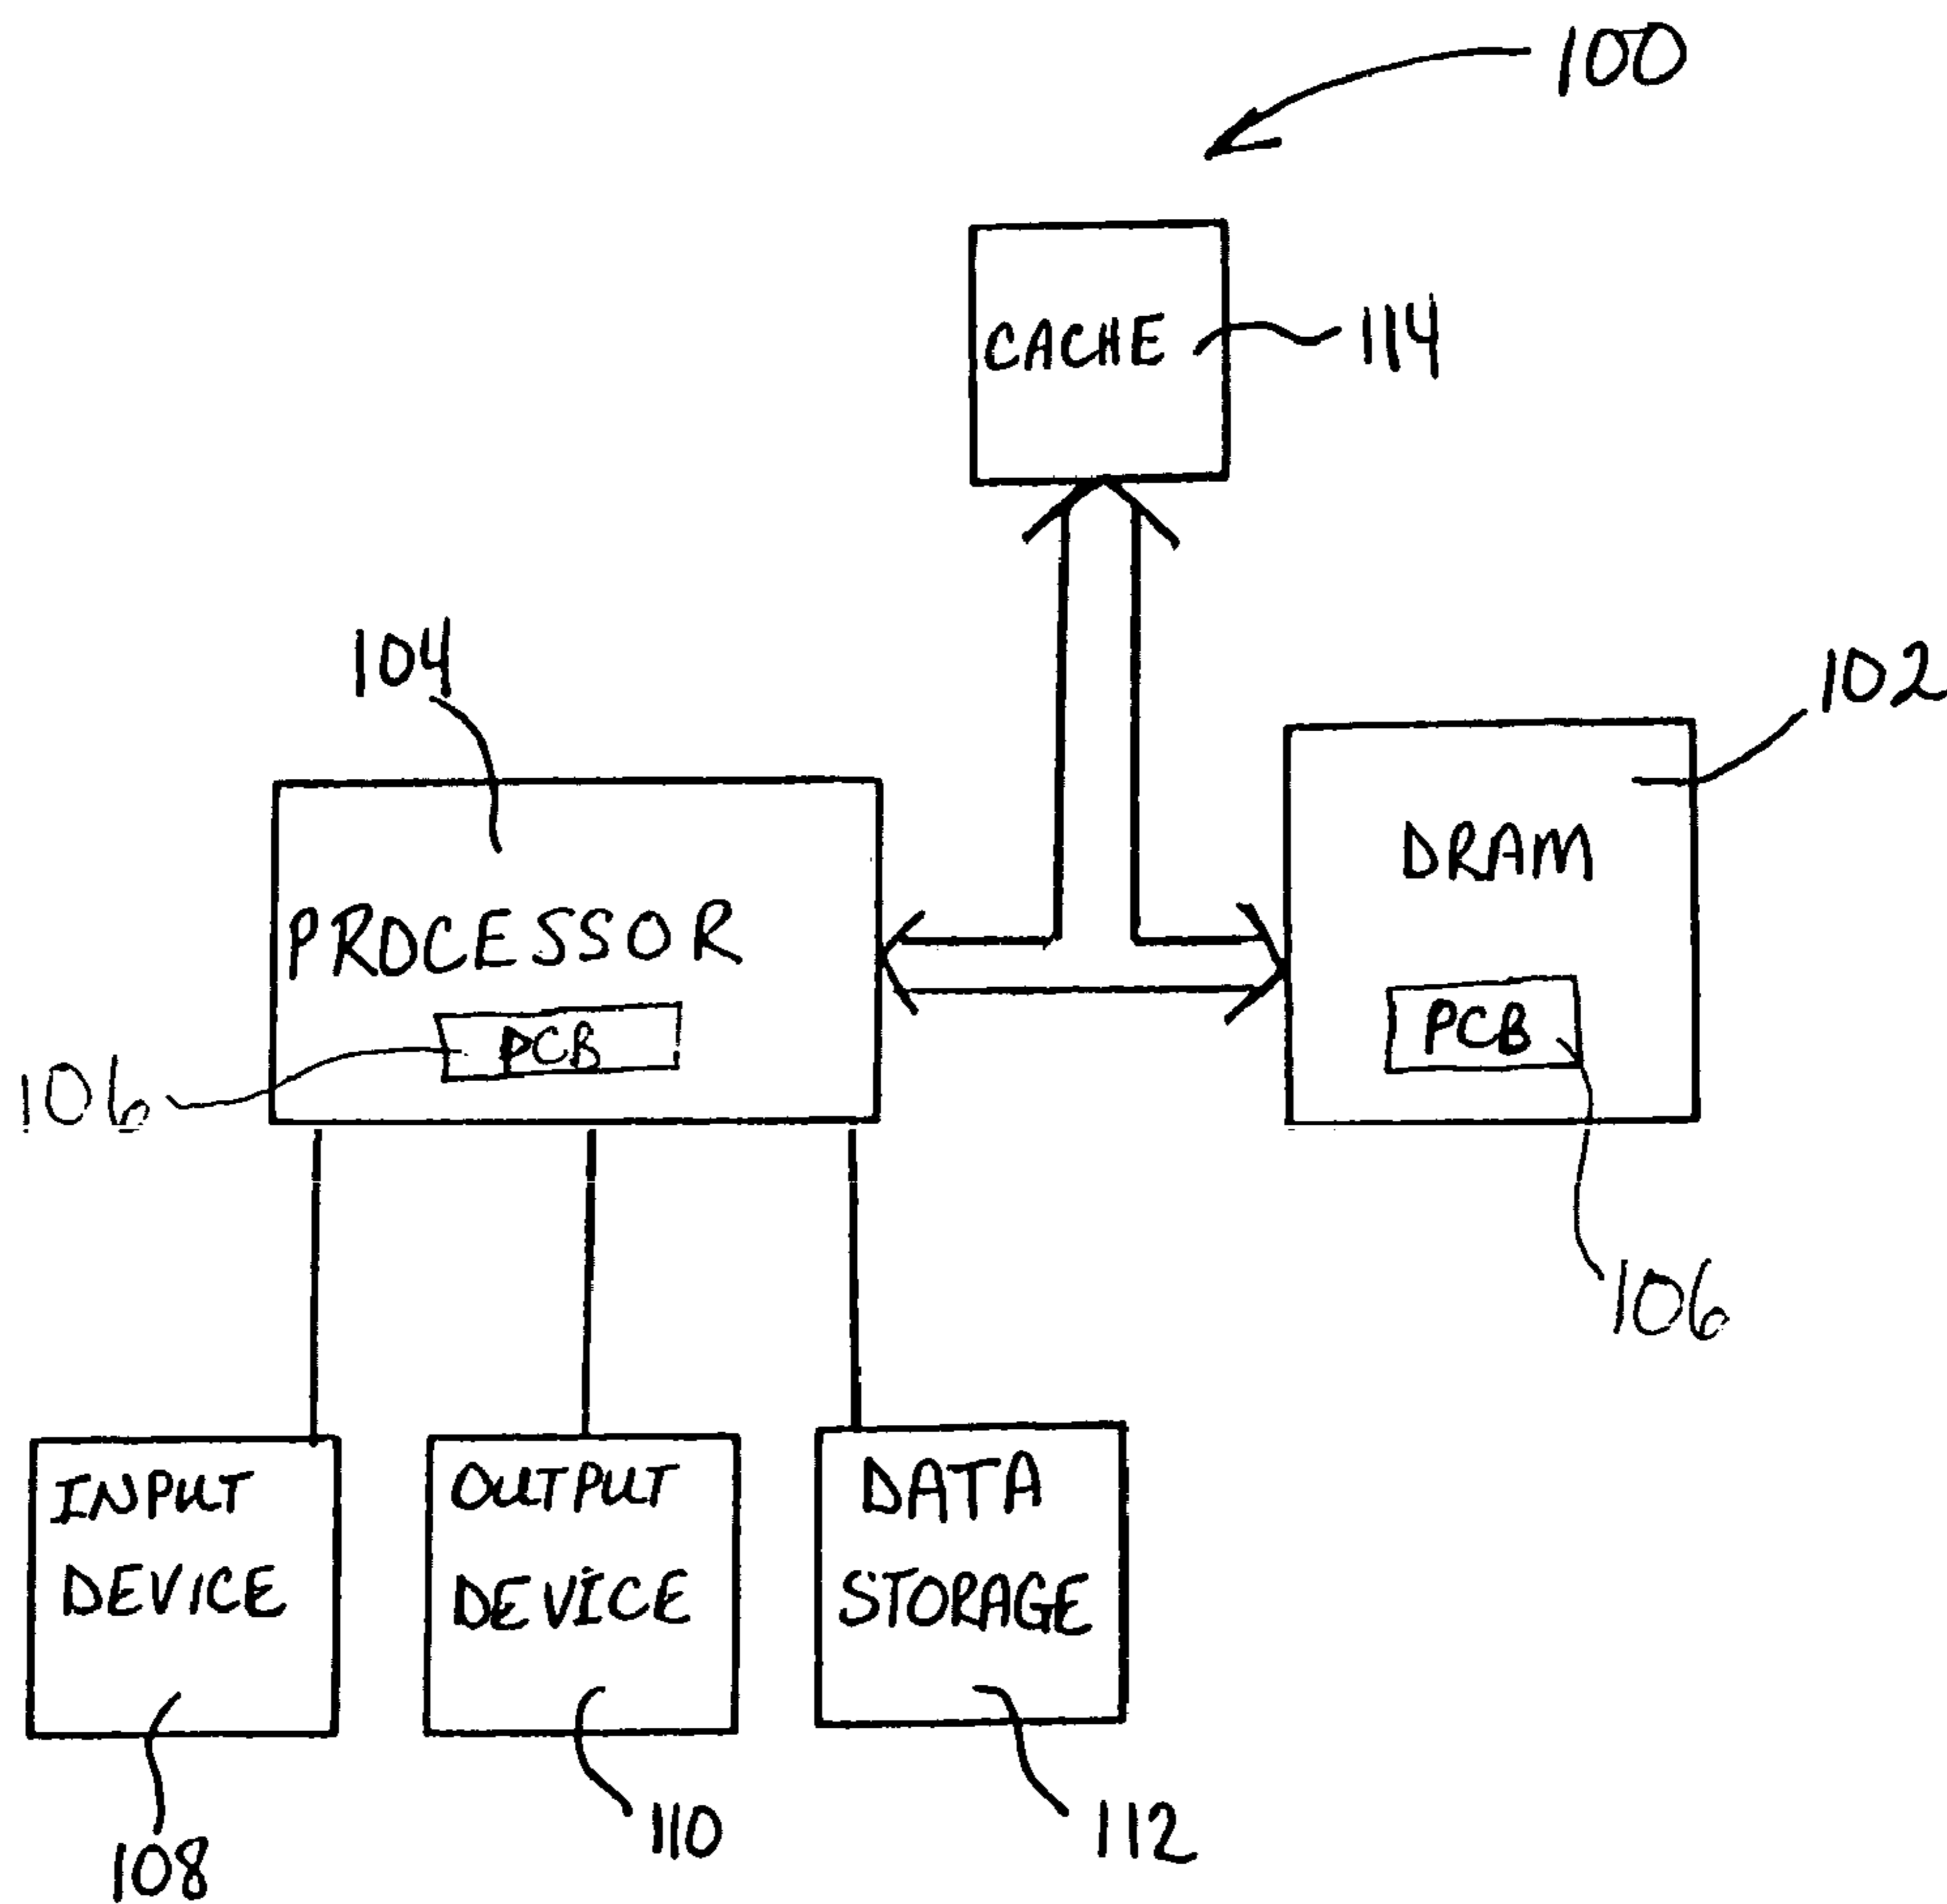 100
CACHE
114
104
102
PROCESSOR
DRAM
PCB
PCB
106
106
INPUT
DEVICE
OUTPUT
DEVICE
DATA
STORAGE
108
110
112